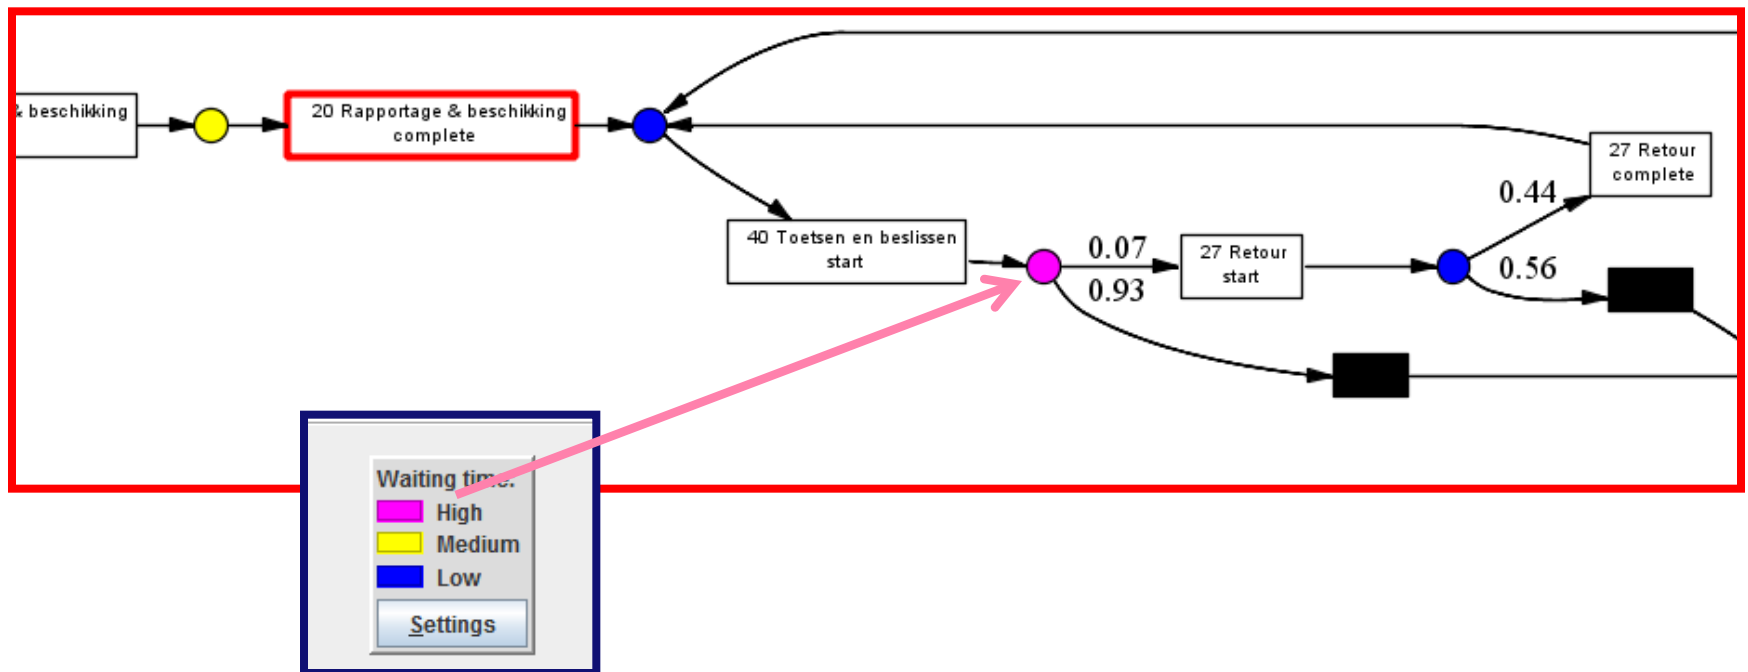 & beschikking
20 Rapportage & beschikking
complete
27 Retour
complete
0.44
40 Toetsen en beslissen
start
0.07
27 Retour
start
0.56
0.93
Waiting time:
High
Medium
Low
Settings